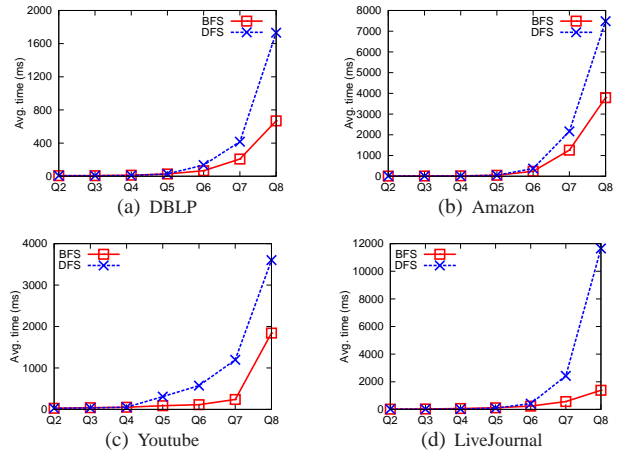 2000
1600
1200
800
400
0
Avg. time (ms)
BFS
DFS
Q2 Q3 Q4 Q5 Q6 Q7 Q8
(a) DBLP
8000
7000
6000
5000
4000
3000
2000
1000
0
Avg. time (ms)
BFS
DFS
Q2 Q3 Q4 Q5 Q6 Q7 Q8
(b) Amazon
4000
3000
2000
1000
0
Avg. time (ms)
BFS
DFS
Q2 Q3 Q4 Q5 Q6 Q7 Q8
(c) Youtube
12000
10000
8000
6000
4000
2000
0
Avg. time (ms)
BFS
DFS
Q2 Q3 Q4 Q5 Q6 Q7 Q8
(d) LiveJournal